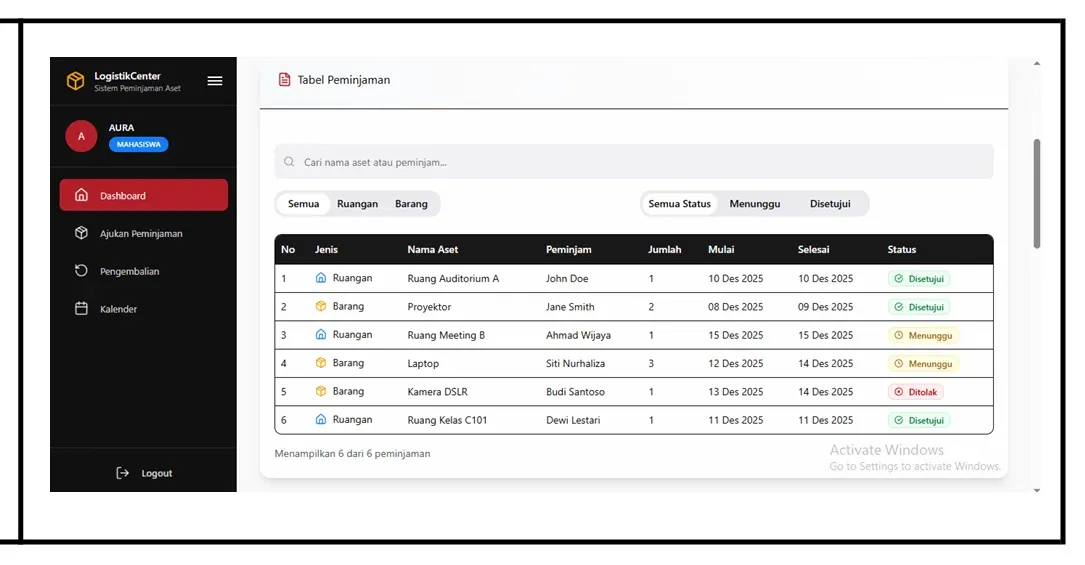 LogistikCenter
Sistem Peminjaman Aset
A
AURA
MAHASISWA
Dashboard
Ajukan Peminjaman
Pengembalian
Kalender
Logout
Tabel Peminjaman
Cari nama aset atau peminjam...
Semua Ruangan Barang Semua Status Menunggu Disetujui
No Jenis Nama Aset Peminjam Jumlah Mulai Selesai Status
1 Ruangan Ruang Auditorium A John Doe 1 10 Des 2025 10 Des 2025 Disetujui
2 Barang Proyektor Jane Smith 2 08 Des 2025 09 Des 2025 Disetujui
3 Ruangan Ruang Meeting B Ahmad Wijaya 1 15 Des 2025 15 Des 2025 Menunggu
4 Barang Laptop Siti Nurhaliza 3 12 Des 2025 14 Des 2025 Menunggu
5 Barang Kamera DSLR Budi Santoso 1 13 Des 2025 14 Des 2025 Ditolak
6 Ruangan Ruang Kelas C101 Dewi Lestari 1 11 Des 2025 11 Des 2025 Disetujui
Menampilkan 6 dari 6 peminjaman
Activate Windows
Go to Settings to activate Windows.